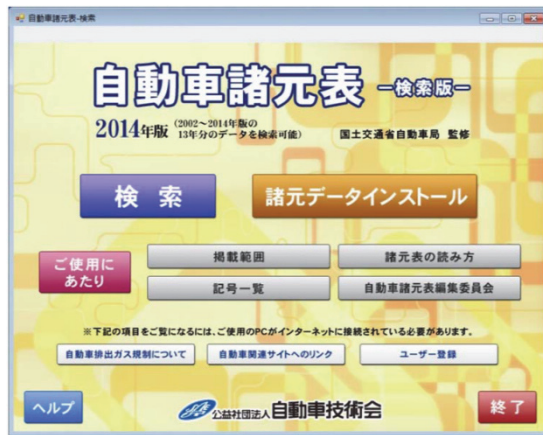 自動車諸元表-検索
自動車諸元表 -検索版-
2014年版 (2002～2014年版の
13年分のデータを検索可能)
国土交通省自動車局 監修
検 索
諸元データインストール
ご使用に
あたり
掲載範囲
諸元表の読み方
記号一覧
自動車諸元表編集委員会
※下記の項目をご覧になるには、ご使用のPCがインターネットに接続されている必要があります。
自動車排出ガス規制について
自動車関連サイトへのリンク
ユーザー登録
ヘルプ
公益社団法人自動車技術会
終了